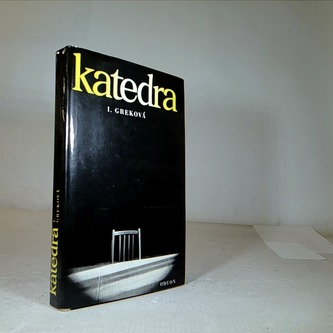 katedra
I. GREKOVÁ
ODEON
katedra
GREKOVÁ